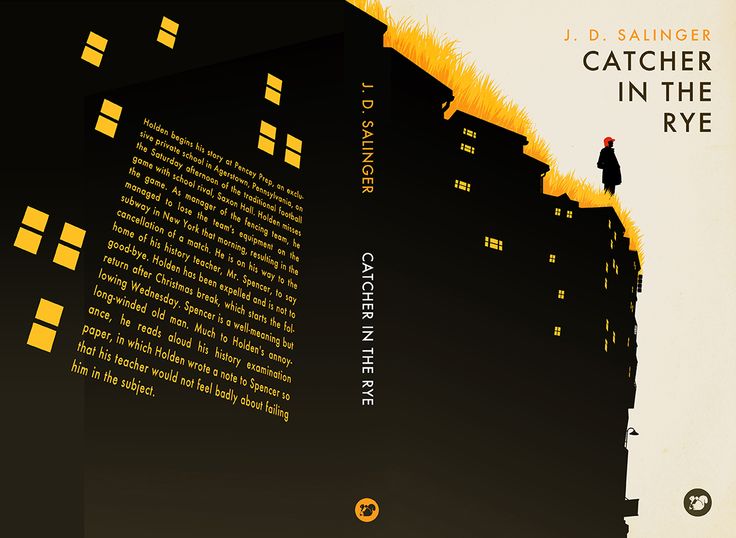 Holden begins his story at Pencey Prep, an exclu-
sive private school in Agerstown, Pennsylvania, on
the Saturday afternoon of the traditional football
game with school rival, Saxon Hall. Holden misses
the game. As manager of the fencing team, he
managed to lose the team's equipment on the
subway in New York that morning, resulting in the
cancellation of a match. He is on his way to the
home of his history teacher, Mr. Spencer, to say
good-bye. Holden has been expelled and is not to
return after Christmas break, which starts the fol-
lowing Wednesday. Spencer is a well-meaning but
long-winded old man. Much to Holden's annoy-
ance, he reads aloud his history examination
paper, in which Holden wrote a note to Spencer so
that his teacher would not feel badly about failing
him in the subject.
J. D. SALINGER
CATCHER IN THE RYE
J. D. SALINGER
CATCHER
IN THE
RYE